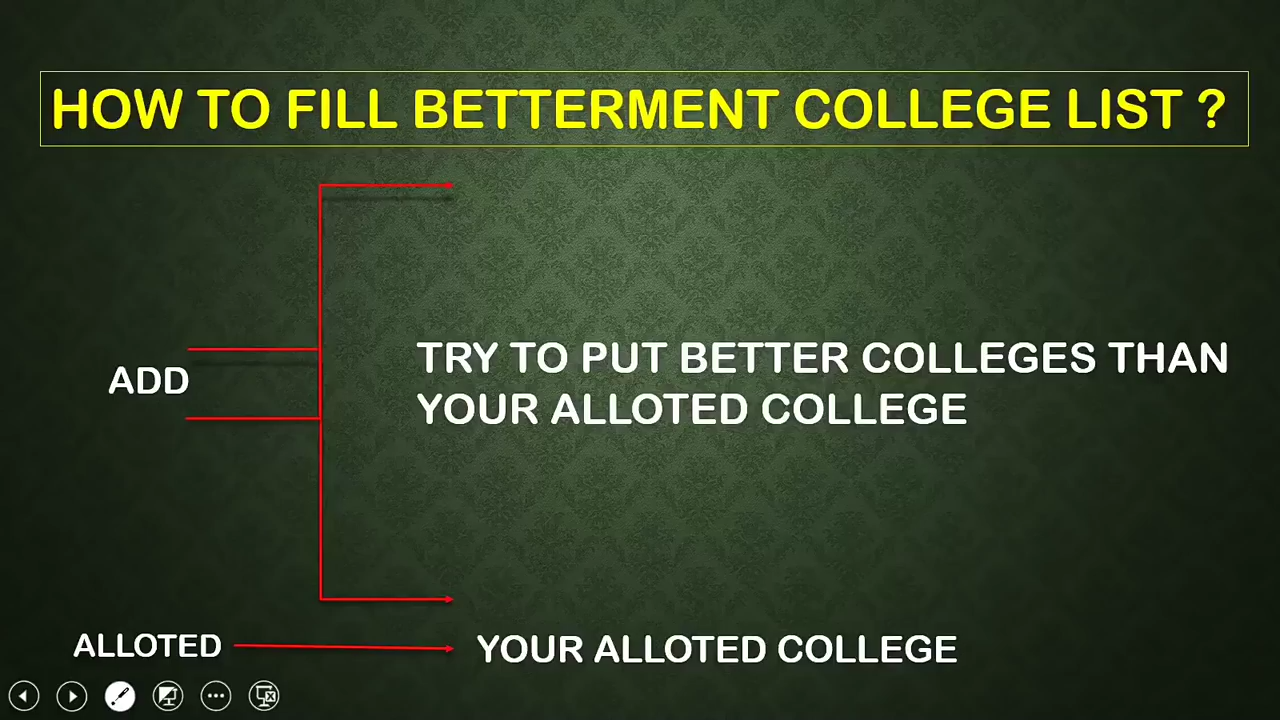 HOW TO FILL BETTERMENT COLLEGE LIST ?
ADD
TRY TO PUT BETTER COLLEGES THAN
YOUR ALLOTED COLLEGE
ALLOTED
YOUR ALLOTED COLLEGE